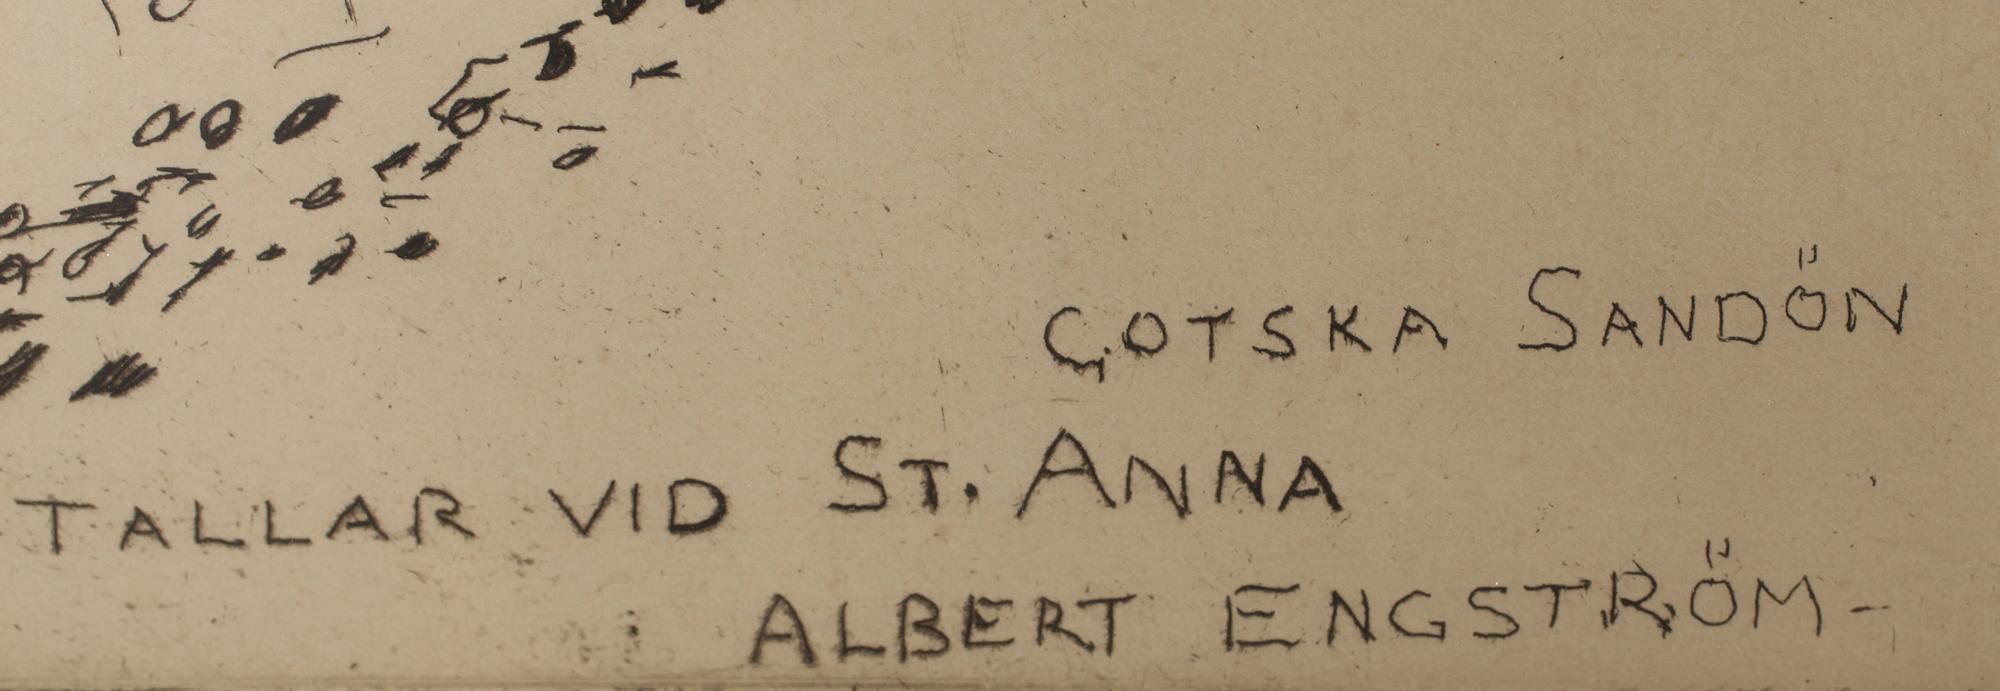 GOTSKA SANDÖN
TALLAR VID ST. ANNA
ALBERT ENGSTRÖM-